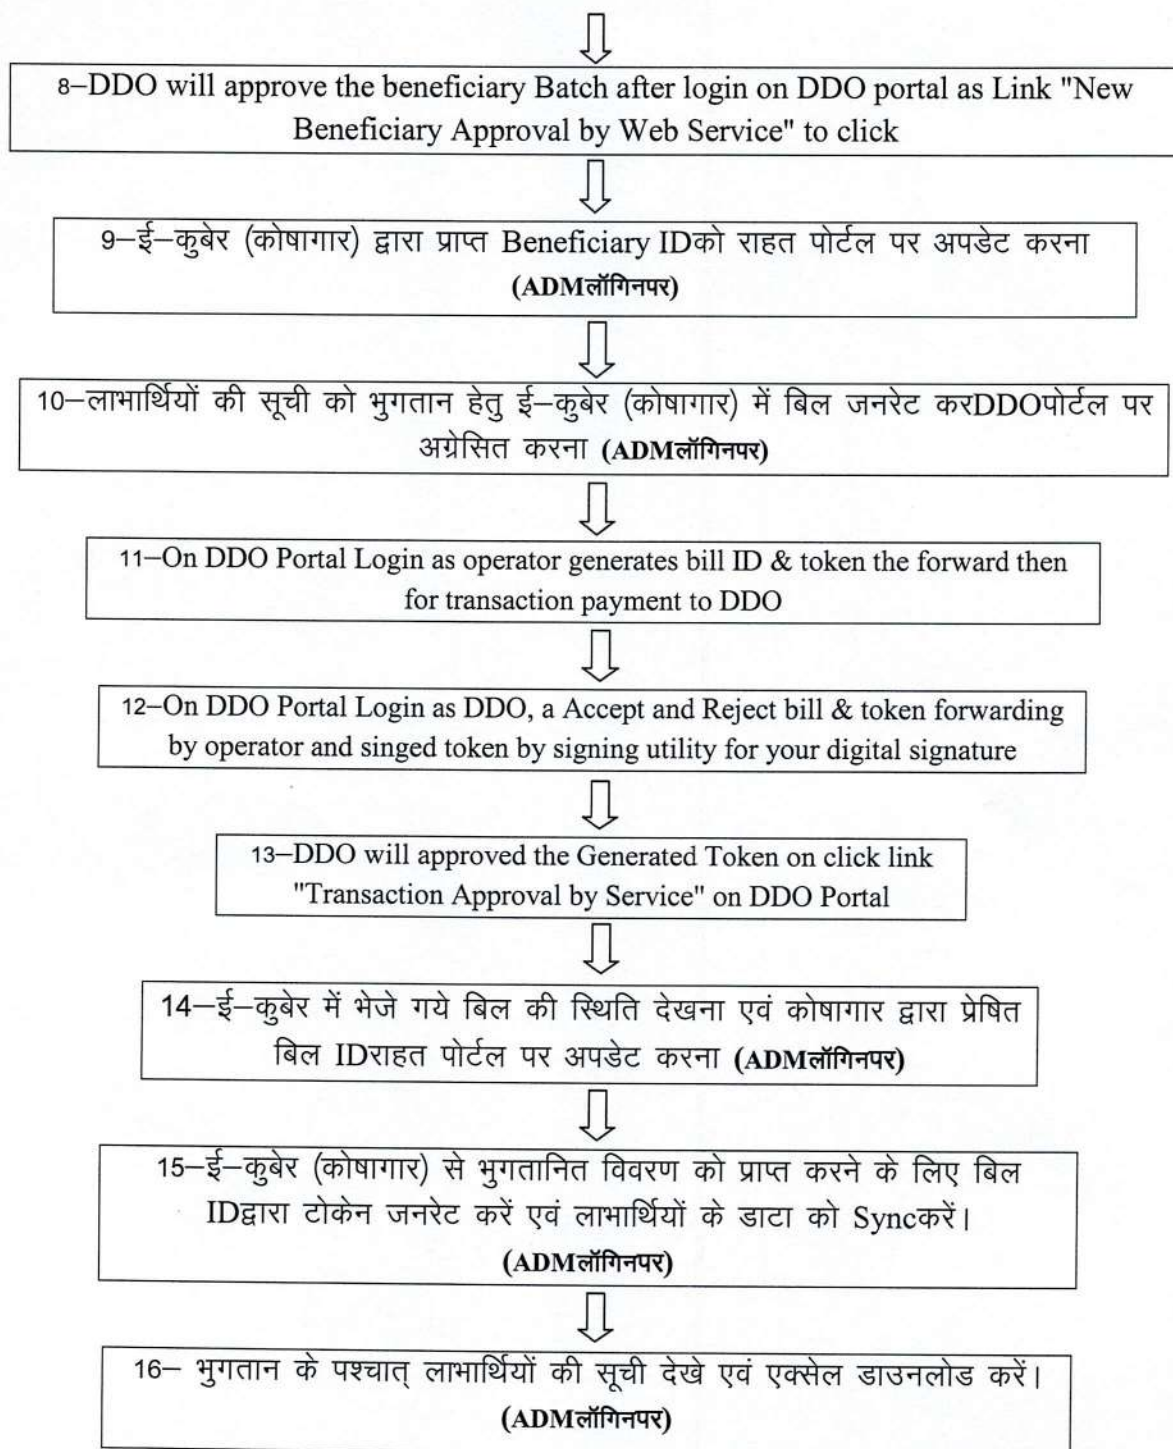 8–DDO will approve the beneficiary Batch after login on DDO portal as Link "New
Beneficiary Approval by Web Service" to click
9–ई–कुबेर (कोषागार) द्वारा प्राप्त Beneficiary IDको राहत पोर्टल पर अपडेट करना
(ADMलॉगिनपर)
10–लाभार्थियों की सूची को भुगतान हेतु ई–कुबेर (कोषागार) में बिल जनरेट करDDOपोर्टल पर
अग्रेसित करना (ADMलॉगिनपर)
11–On DDO Portal Login as operator generates bill ID & token the forward then
for transaction payment to DDO
12–On DDO Portal Login as DDO, a Accept and Reject bill & token forwarding
by operator and singed token by signing utility for your digital signature
13–DDO will approved the Generated Token on click link
"Transaction Approval by Service" on DDO Portal
14–ई–कुबेर में भेजे गये बिल की स्थिति देखना एवं कोषागार द्वारा प्रेषित
बिल IDराहत पोर्टल पर अपडेट करना (ADMलॉगिनपर)
15–ई–कुबेर (कोषागार) से भुगतानित विवरण को प्राप्त करने के लिए बिल
IDद्वारा टोकेन जनरेट करें एवं लाभार्थियों के डाटा को Syncकरें।
(ADMलॉगिनपर)
16– भुगतान के पश्चात् लाभार्थियों की सूची देखे एवं एक्सेल डाउनलोड करें।
(ADMलॉगिनपर)